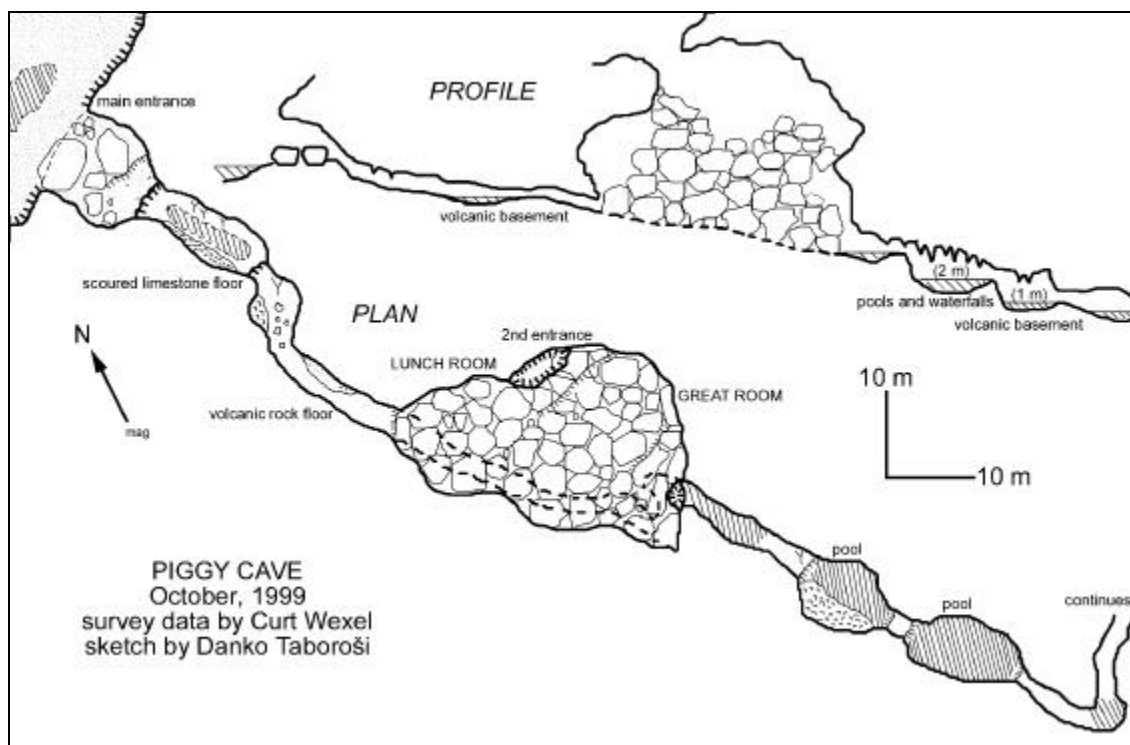 main entrance
PROFILE
volcanic basement
scoured limestone floor
(2 m)
pools and waterfalls
(1 m)
volcanic basement
PLAN
N
mag
2nd entrance
LUNCH ROOM
GREAT ROOM
volcanic rock floor
10 m
10 m
PIGGY CAVE
October, 1999
survey data by Curt Wexel
sketch by Danko Taboroši
pool
pool
continues